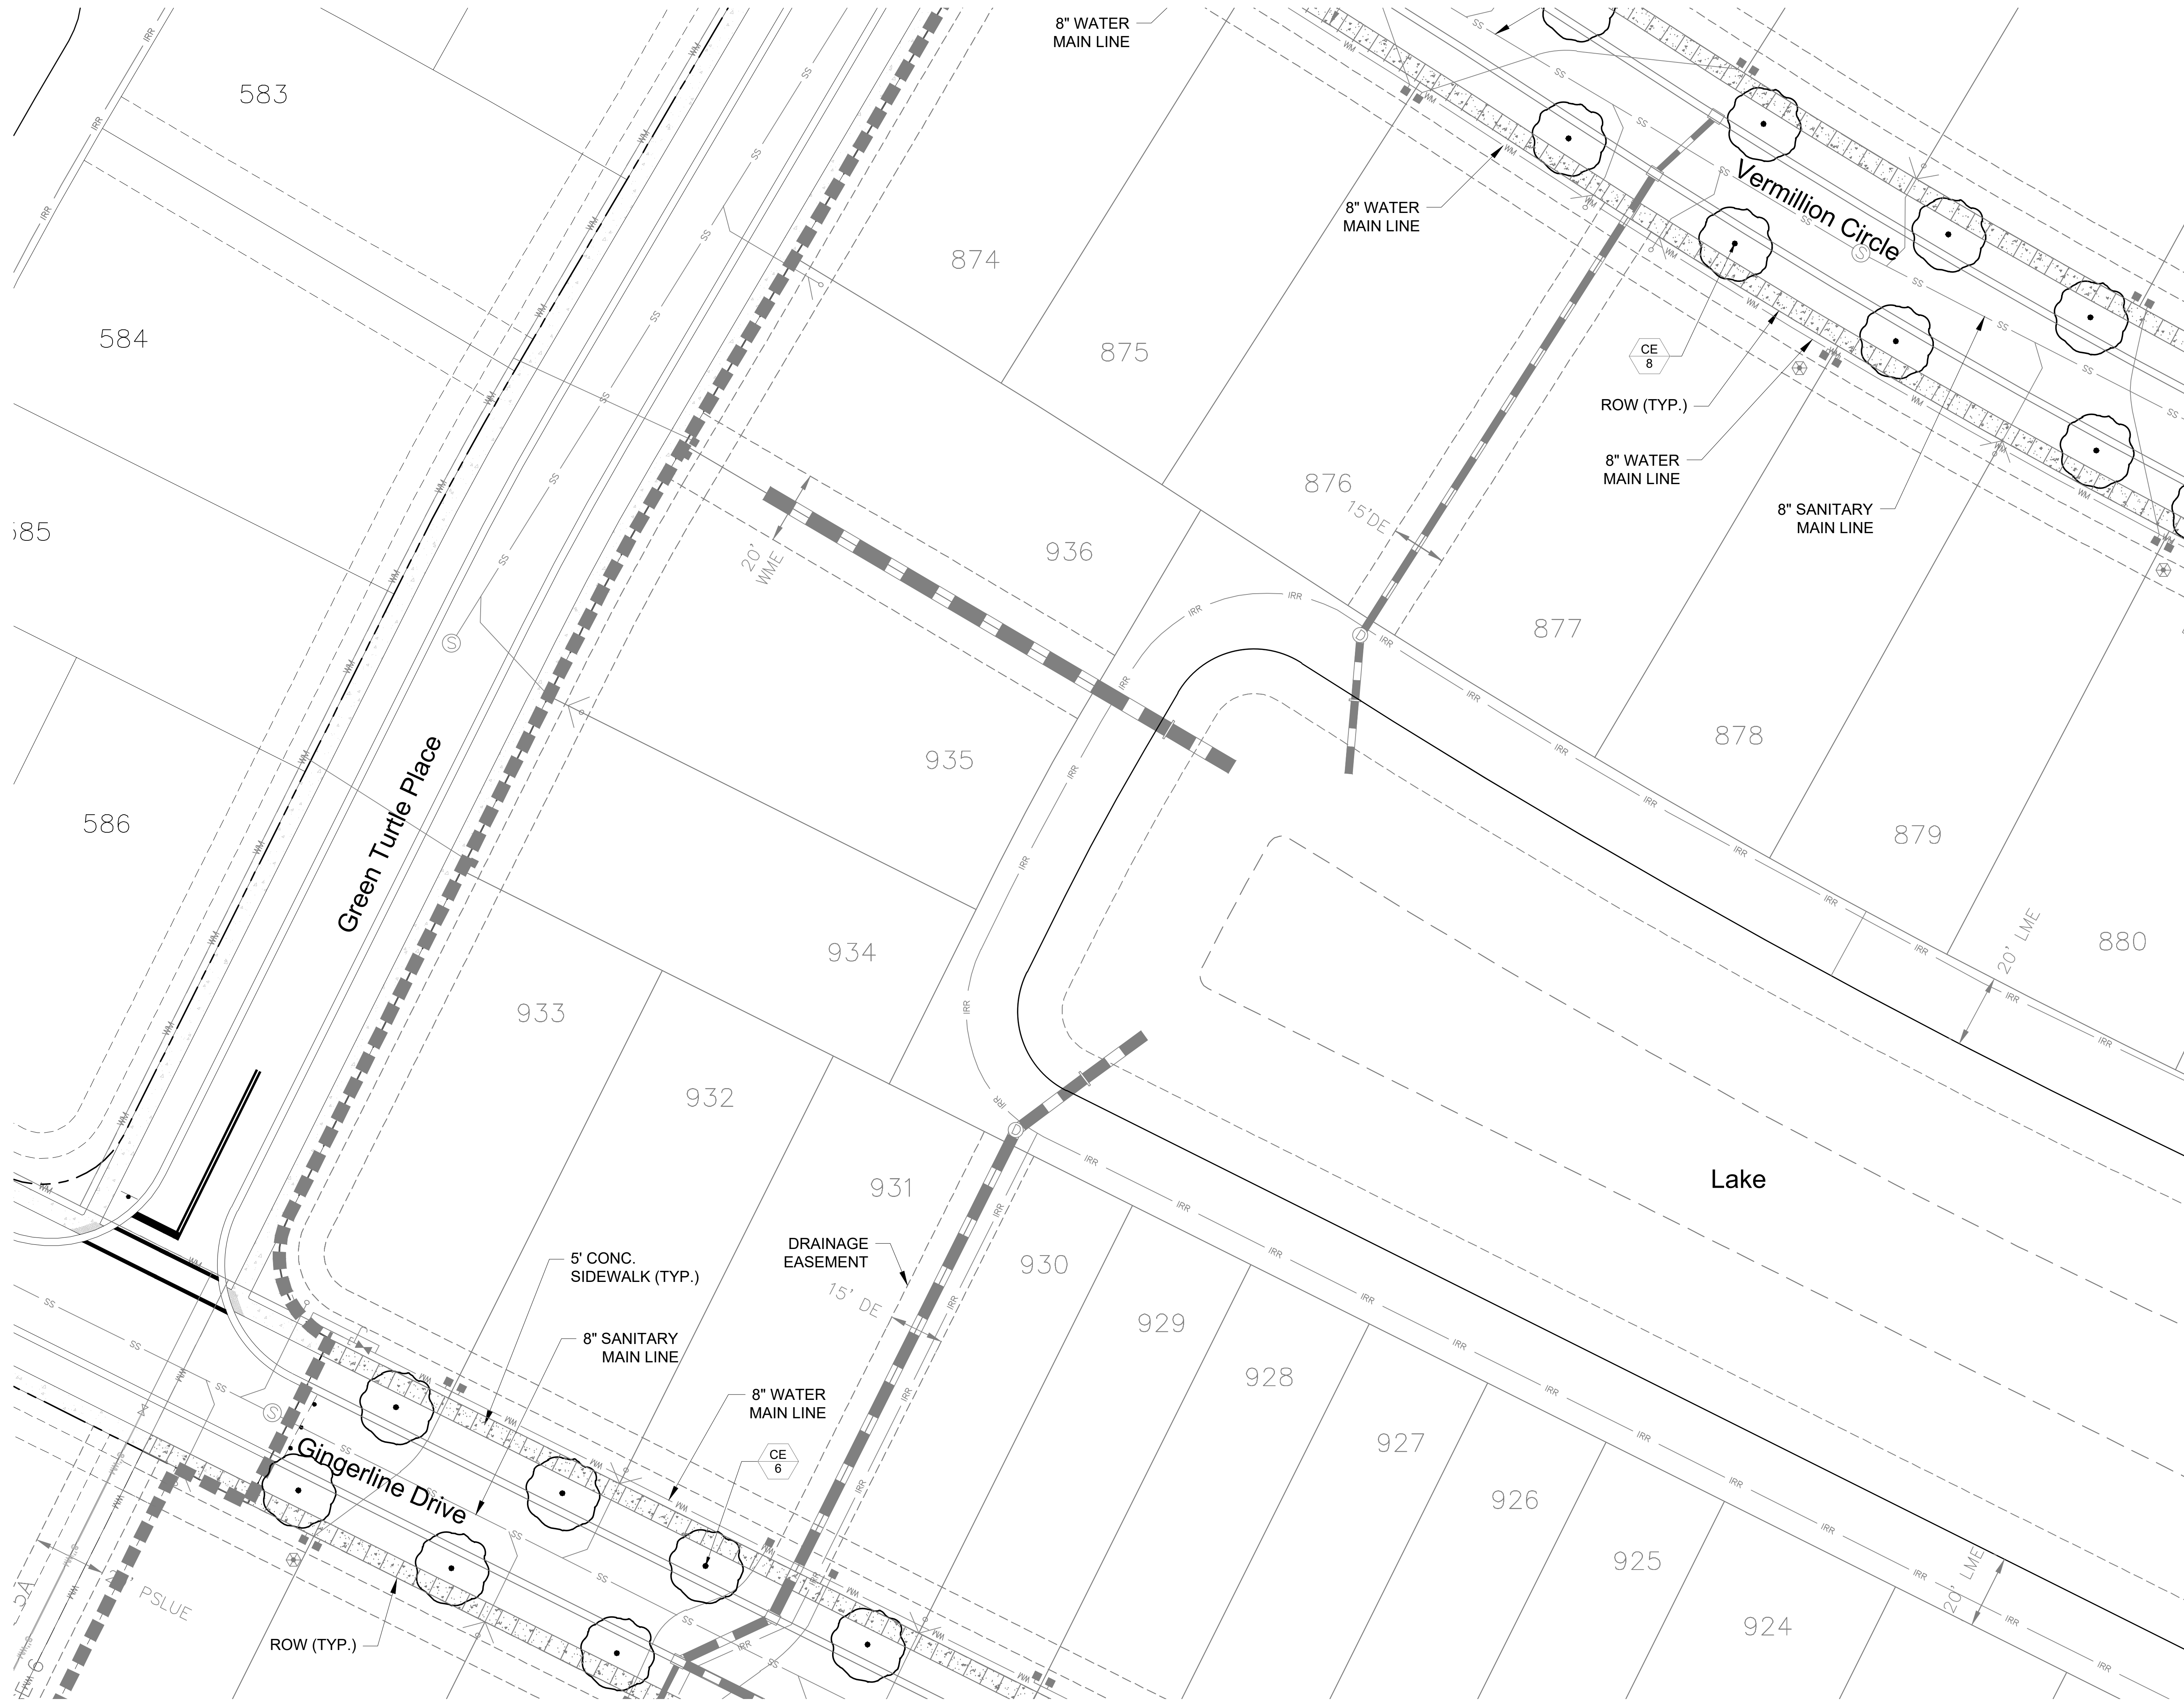 8" WATER
MAIN LINE
583
874
8" WATER
MAIN LINE
Vermillion Circle
584
875
CE
8
ROW (TYP.)
8" WATER
MAIN LINE
876
15'DE
8" SANITARY
MAIN LINE
936
20'
WME
877
935
878
Green Turtle Place
586
879
934
880
20' LME
933
932
Lake
931
DRAINAGE
EASEMENT
15' DE
930
5' CONC.
SIDEWALK (TYP.)
929
8" SANITARY
MAIN LINE
928
8" WATER
MAIN LINE
927
CE
6
Gingerline Drive
926
925
20' LME
924
PSLUE
ROW (TYP.)
IRR
WM
SS
S
D